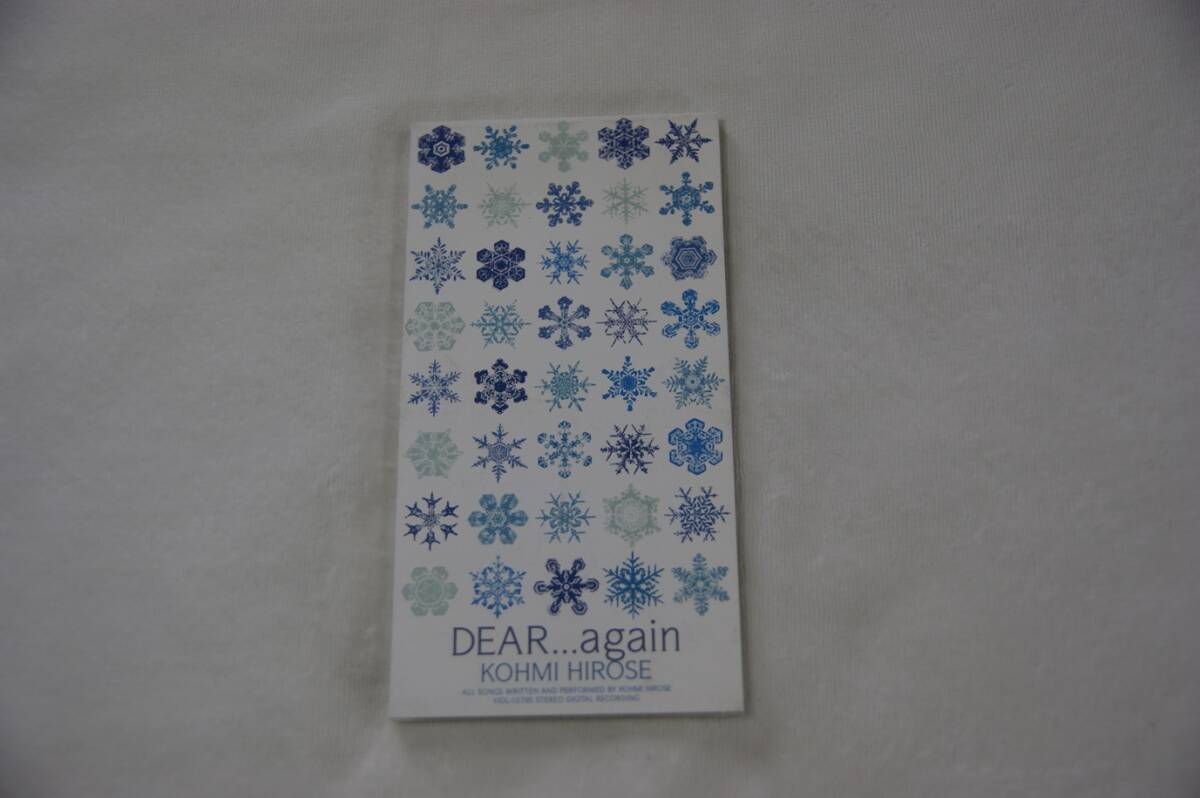 DEAR...again
KOHMI HIROSE
ALL SONGS WRITTEN AND PERFORMED BY KOHMI HIROSE
STEREO DIGITAL RECORDING